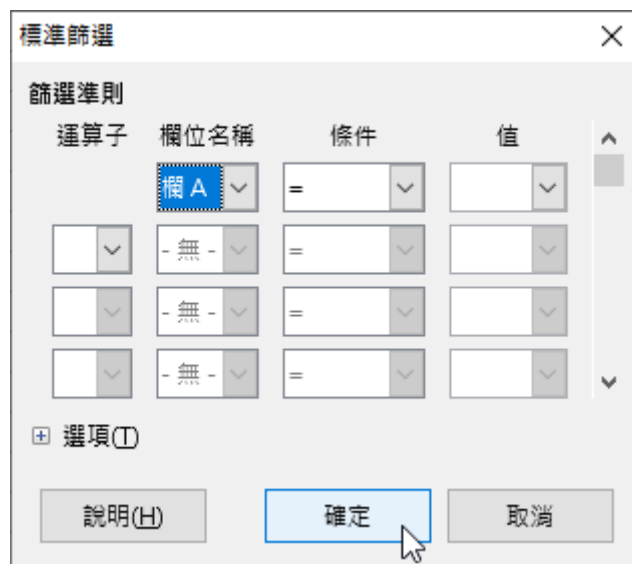 標準篩選
篩選準則
運算子 欄位名稱 條件 值
欄 A =
- 無 - =
- 無 - =
- 無 - =
選項(T)
說明(H) 確定 取消